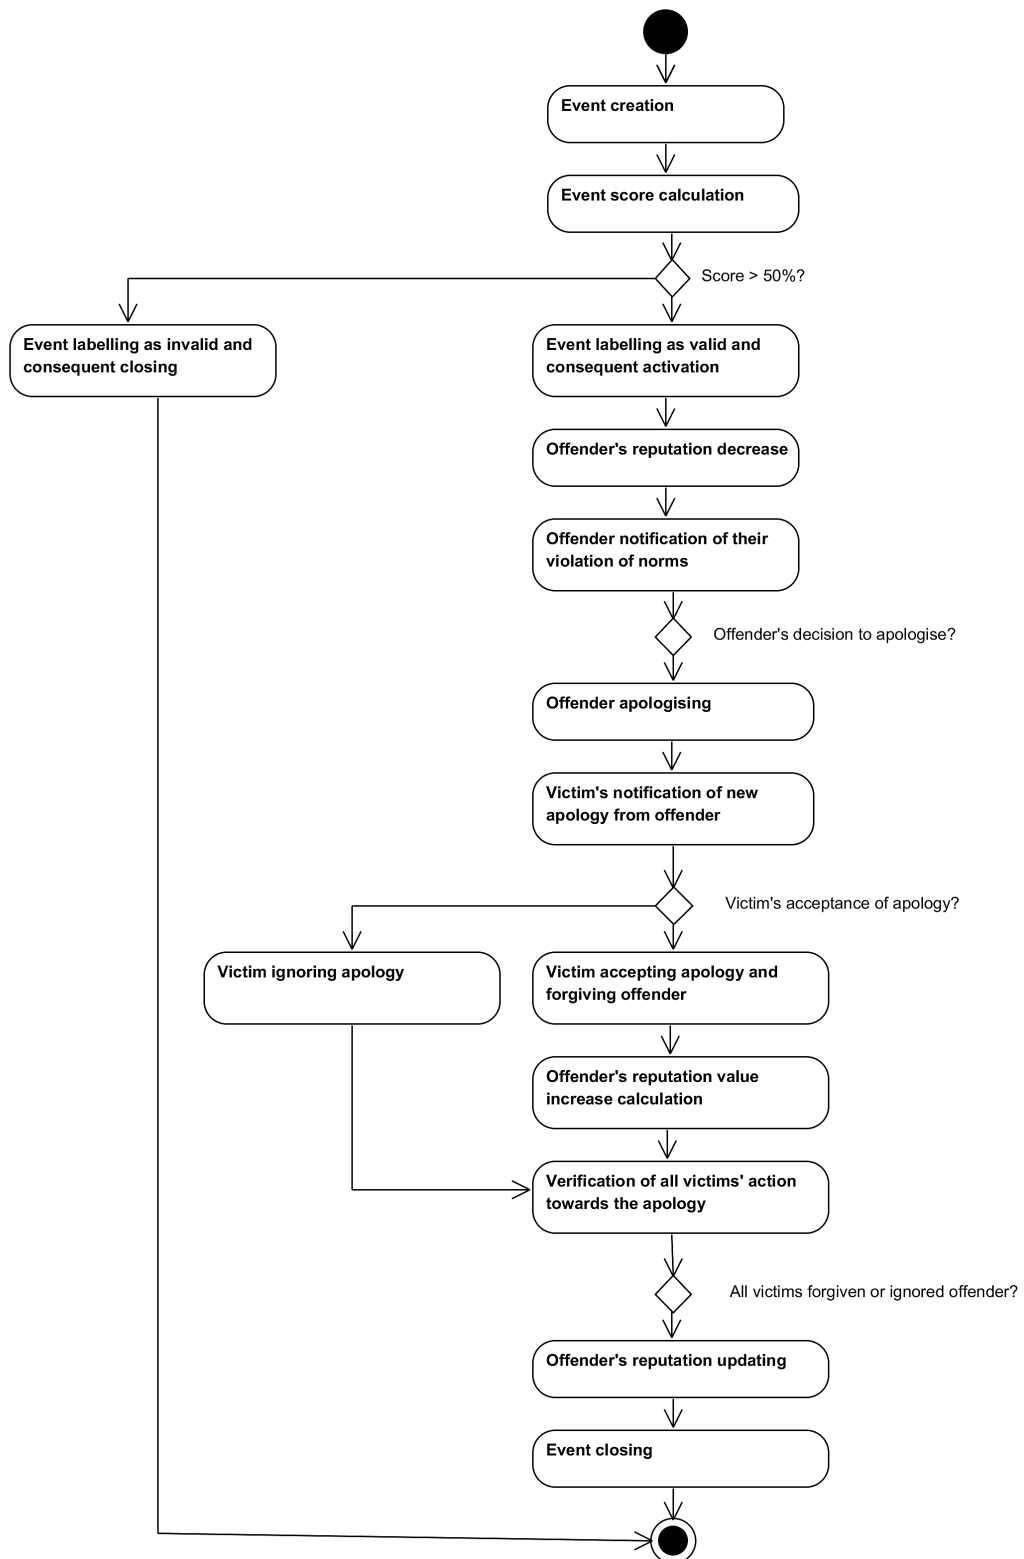 Event creation
Event score calculation
Score > 50%?
Event labelling as invalid and
consequent closing
Event labelling as valid and
consequent activation
Offender's reputation decrease
Offender notification of their
violation of norms
Offender's decision to apologise?
Offender apologising
Victim's notification of new
apology from offender
Victim's acceptance of apology?
Victim ignoring apology
Victim accepting apology and
forgiving offender
Offender's reputation value
increase calculation
Verification of all victims' action
towards the apology
All victims forgiven or ignored offender?
Offender's reputation updating
Event closing